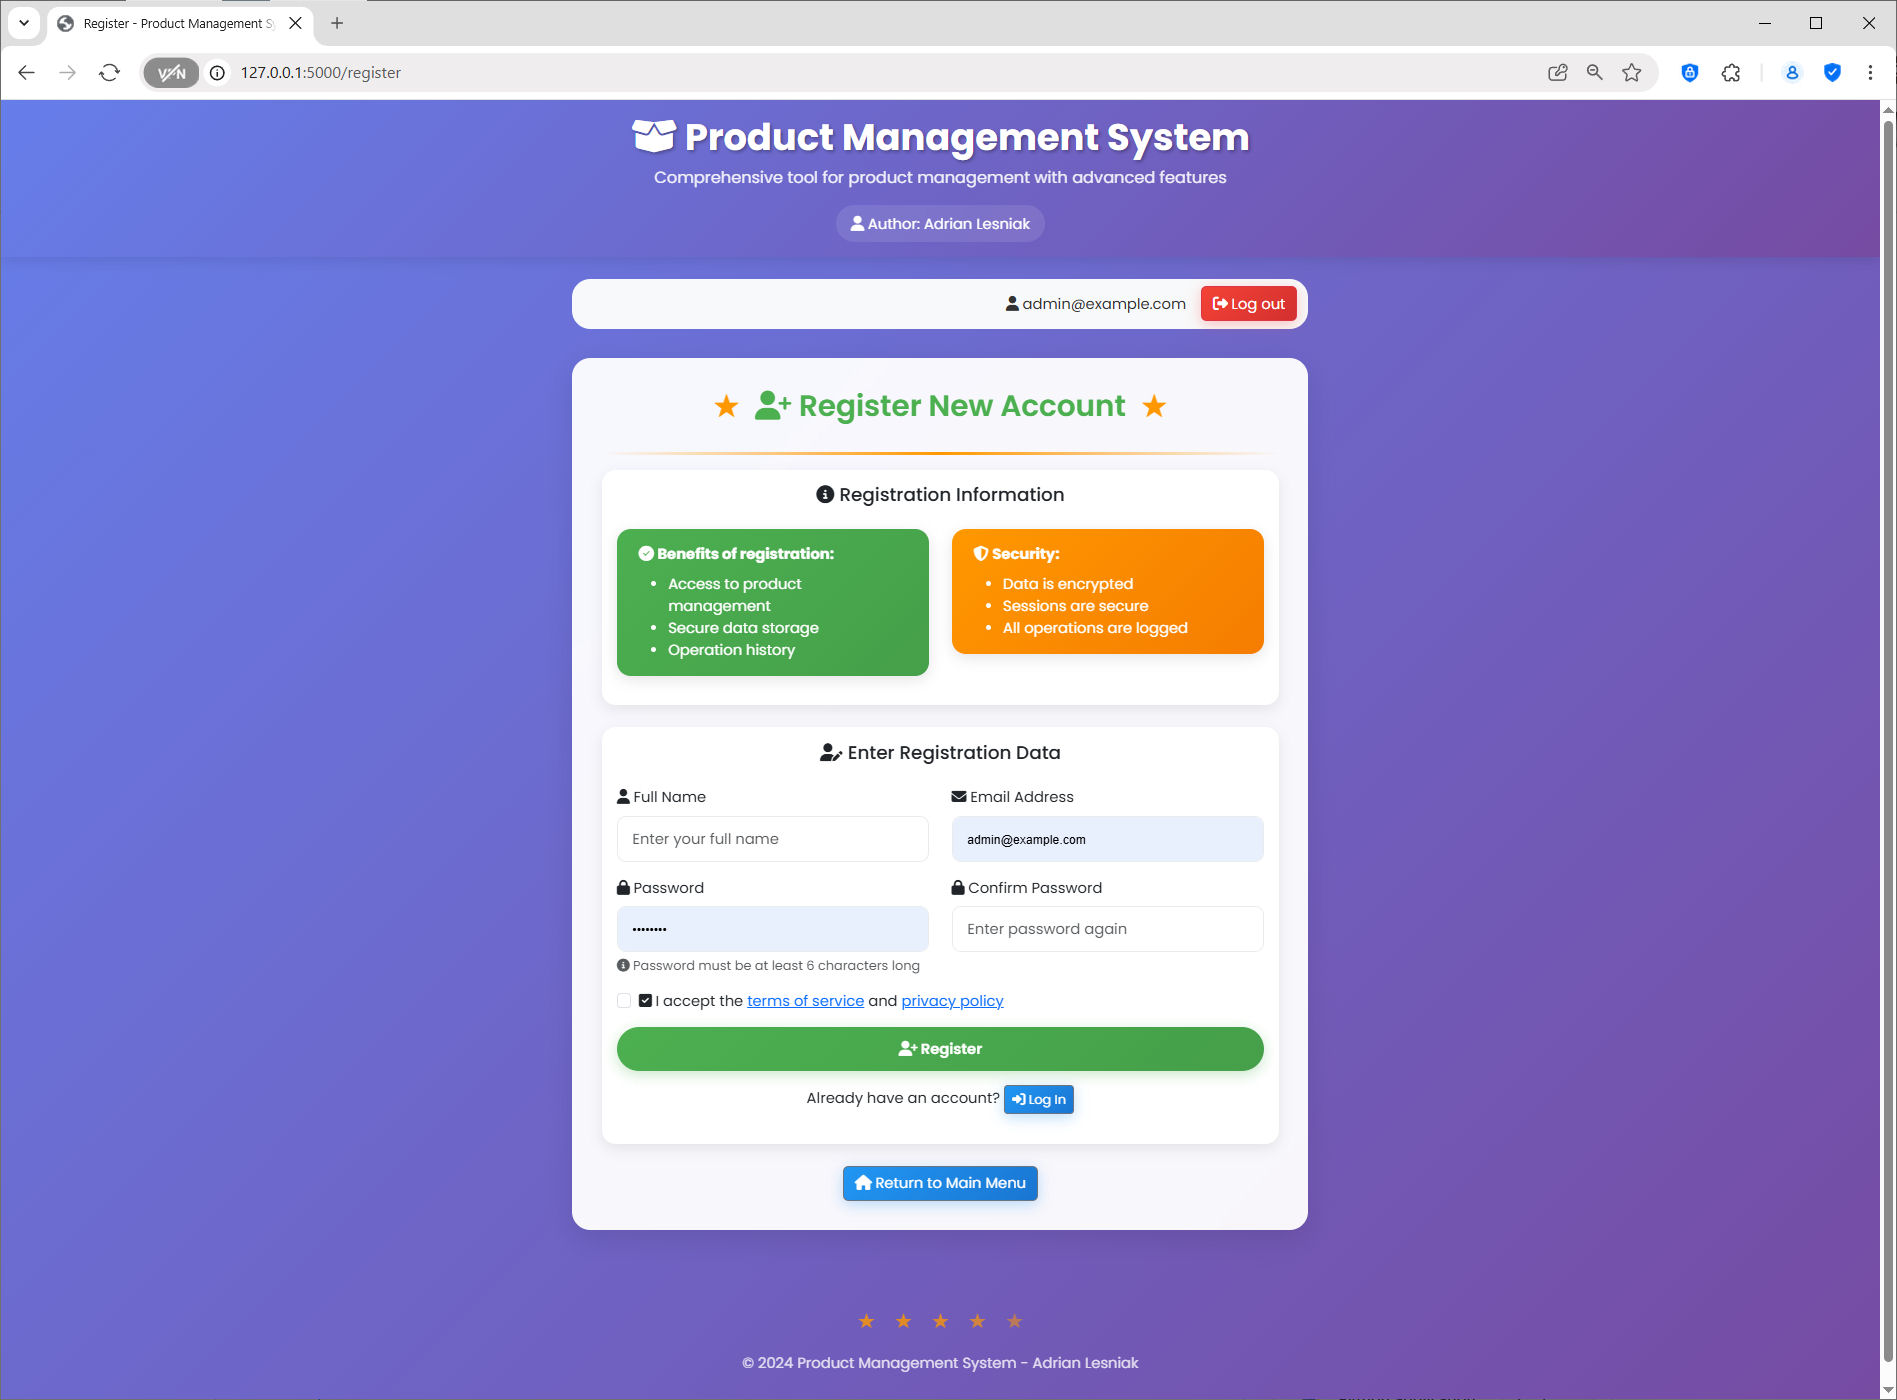 Register - Product Management S
VPN
127.0.0.1:5000/register
Product Management System
Comprehensive tool for product management with advanced features
Author: Adrian Lesniak
admin@example.com
Log out
Register New Account
Registration Information
Benefits of registration:
Access to product
management
Secure data storage
Operation history
Security:
Data is encrypted
Sessions are secure
All operations are logged
Enter Registration Data
Full Name
Email Address
Enter your full name
admin@example.com
Password
Confirm Password
••••••••
Enter password again
Password must be at least 6 characters long
I accept the terms of service and privacy policy
Register
Already have an account? Log In
Return to Main Menu
© 2024 Product Management System - Adrian Lesniak